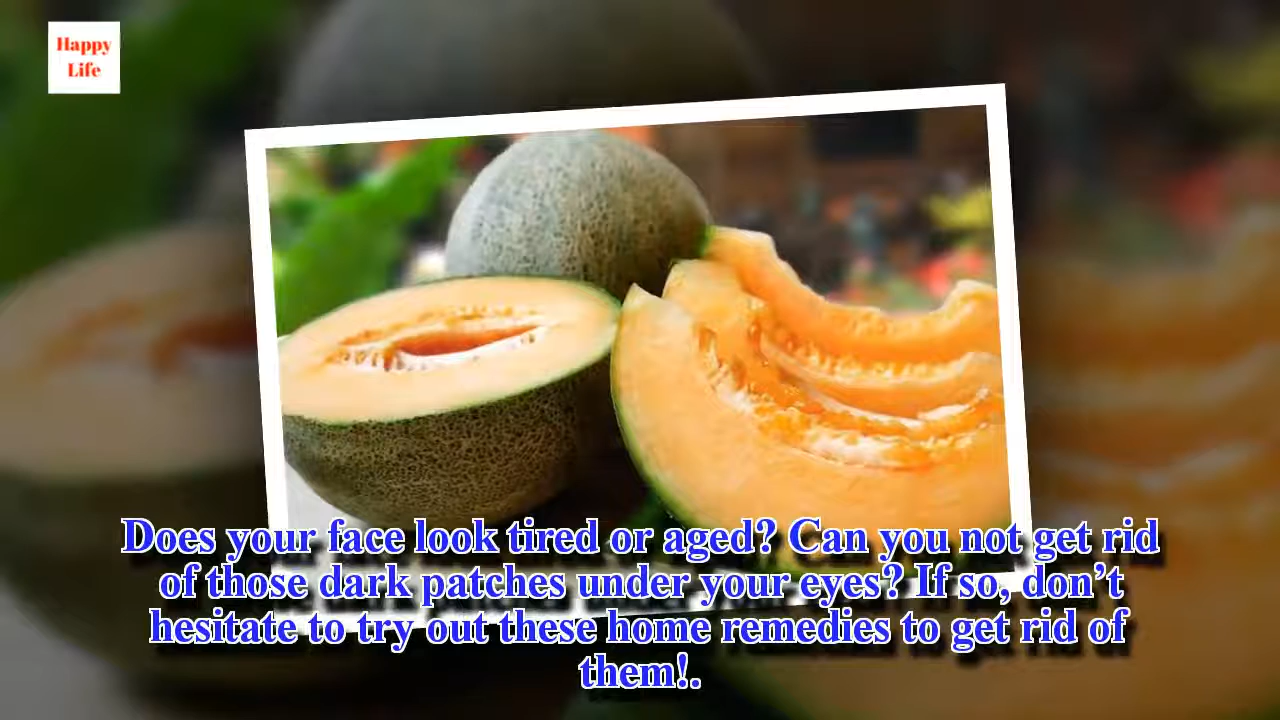 Happy
Life
Does your face look tired or aged? Can you not get rid
of those dark patches under your eyes? If so, don’t
hesitate to try out these home remedies to get rid of
them!.